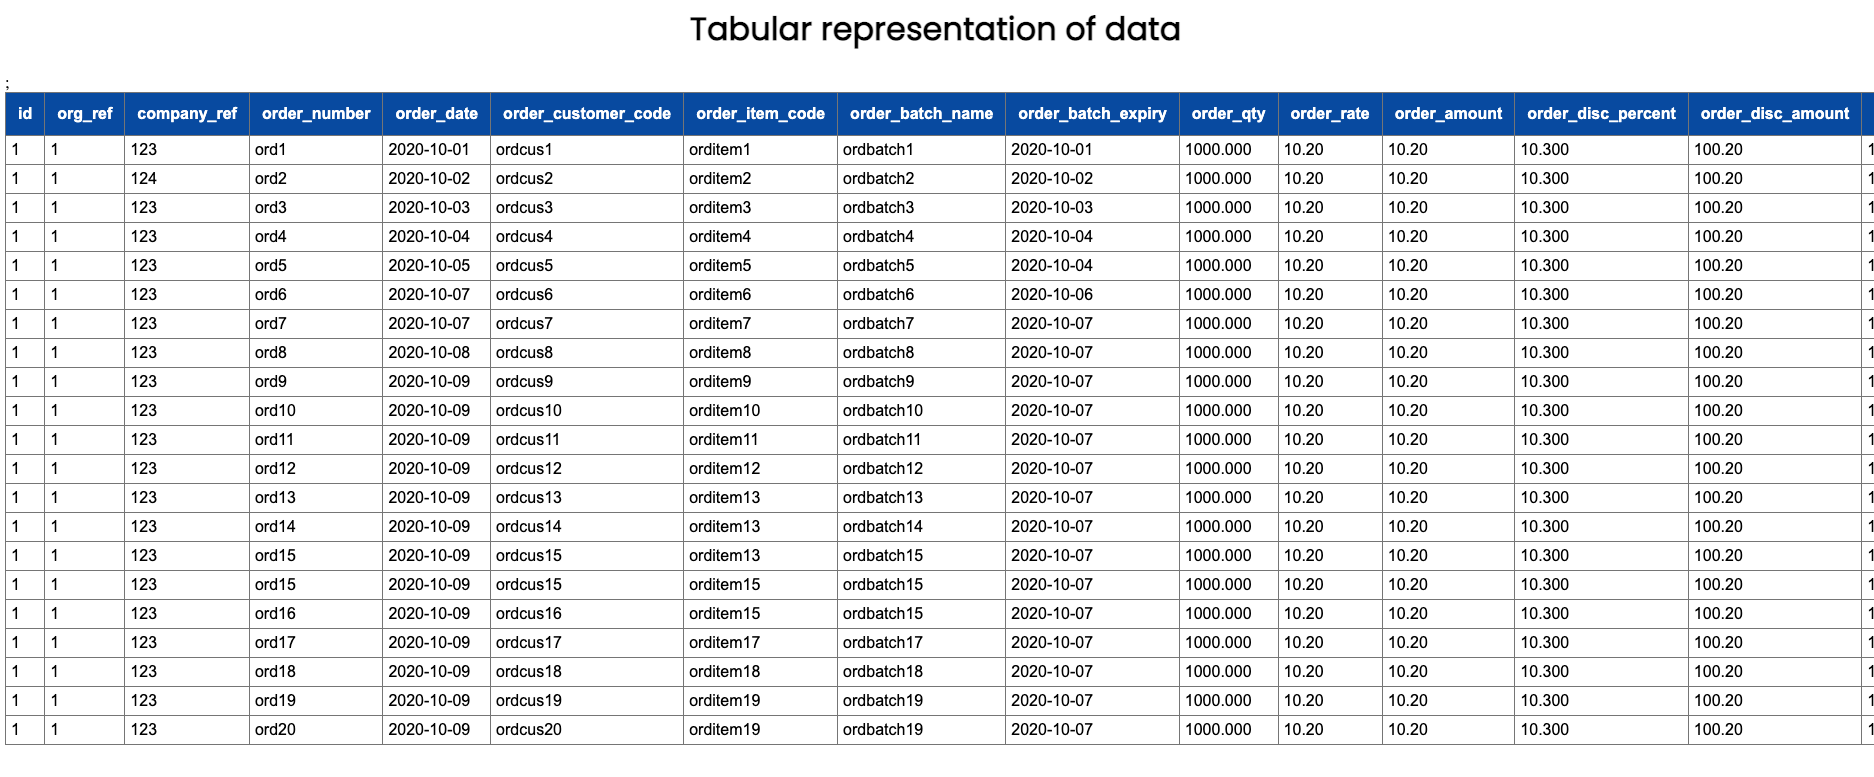 Tabular representation of data
;
id org_ref company_ref order_number order_date order_customer_code order_item_code order_batch_name order_batch_expiry order_qty order_rate order_amount order_disc_percent order_disc_amount
1 1 123 ord1 2020-10-01 ordcus1 orditem1 ordbatch1 2020-10-01 1000.000 10.20 10.20 10.300 100.20 1
1 1 124 ord2 2020-10-02 ordcus2 orditem2 ordbatch2 2020-10-02 1000.000 10.20 10.20 10.300 100.20 1
1 1 123 ord3 2020-10-03 ordcus3 orditem3 ordbatch3 2020-10-03 1000.000 10.20 10.20 10.300 100.20 1
1 1 123 ord4 2020-10-04 ordcus4 orditem4 ordbatch4 2020-10-04 1000.000 10.20 10.20 10.300 100.20 1
1 1 123 ord5 2020-10-05 ordcus5 orditem5 ordbatch5 2020-10-04 1000.000 10.20 10.20 10.300 100.20 1
1 1 123 ord6 2020-10-07 ordcus6 orditem6 ordbatch6 2020-10-06 1000.000 10.20 10.20 10.300 100.20 1
1 1 123 ord7 2020-10-07 ordcus7 orditem7 ordbatch7 2020-10-07 1000.000 10.20 10.20 10.300 100.20 1
1 1 123 ord8 2020-10-08 ordcus8 orditem8 ordbatch8 2020-10-07 1000.000 10.20 10.20 10.300 100.20 1
1 1 123 ord9 2020-10-09 ordcus9 orditem9 ordbatch9 2020-10-07 1000.000 10.20 10.20 10.300 100.20 1
1 1 123 ord10 2020-10-09 ordcus10 orditem10 ordbatch10 2020-10-07 1000.000 10.20 10.20 10.300 100.20 1
1 1 123 ord11 2020-10-09 ordcus11 orditem11 ordbatch11 2020-10-07 1000.000 10.20 10.20 10.300 100.20 1
1 1 123 ord12 2020-10-09 ordcus12 orditem12 ordbatch12 2020-10-07 1000.000 10.20 10.20 10.300 100.20 1
1 1 123 ord13 2020-10-09 ordcus13 orditem13 ordbatch13 2020-10-07 1000.000 10.20 10.20 10.300 100.20 1
1 1 123 ord14 2020-10-09 ordcus14 orditem13 ordbatch14 2020-10-07 1000.000 10.20 10.20 10.300 100.20 1
1 1 123 ord15 2020-10-09 ordcus15 orditem13 ordbatch15 2020-10-07 1000.000 10.20 10.20 10.300 100.20 1
1 1 123 ord15 2020-10-09 ordcus15 orditem15 ordbatch15 2020-10-07 1000.000 10.20 10.20 10.300 100.20 1
1 1 123 ord16 2020-10-09 ordcus16 orditem15 ordbatch15 2020-10-07 1000.000 10.20 10.20 10.300 100.20 1
1 1 123 ord17 2020-10-09 ordcus17 orditem17 ordbatch17 2020-10-07 1000.000 10.20 10.20 10.300 100.20 1
1 1 123 ord18 2020-10-09 ordcus18 orditem18 ordbatch18 2020-10-07 1000.000 10.20 10.20 10.300 100.20 1
1 1 123 ord19 2020-10-09 ordcus19 orditem19 ordbatch19 2020-10-07 1000.000 10.20 10.20 10.300 100.20 1
1 1 123 ord20 2020-10-09 ordcus20 orditem19 ordbatch19 2020-10-07 1000.000 10.20 10.20 10.300 100.20 1